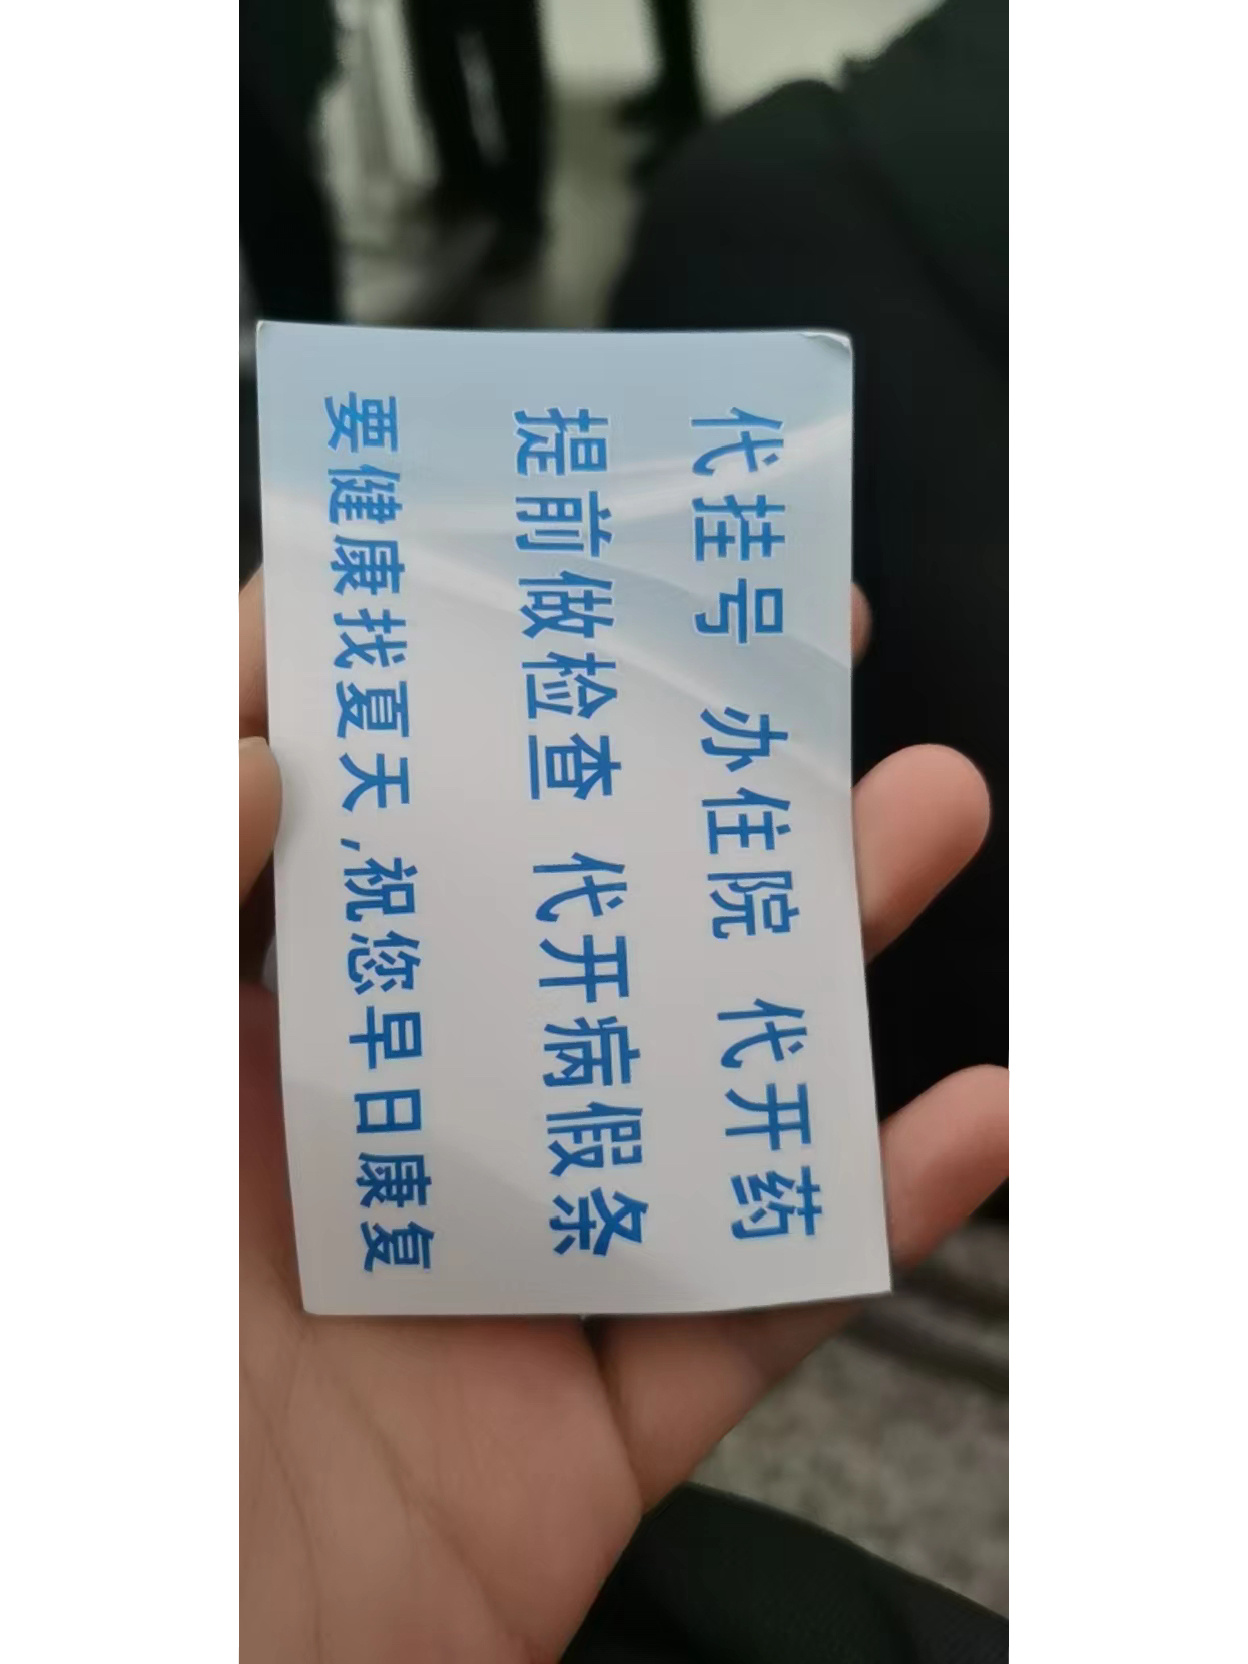 代挂号 办住院 代开药
提前做检查 代开病假条
要健康找夏天,祝您早日康复